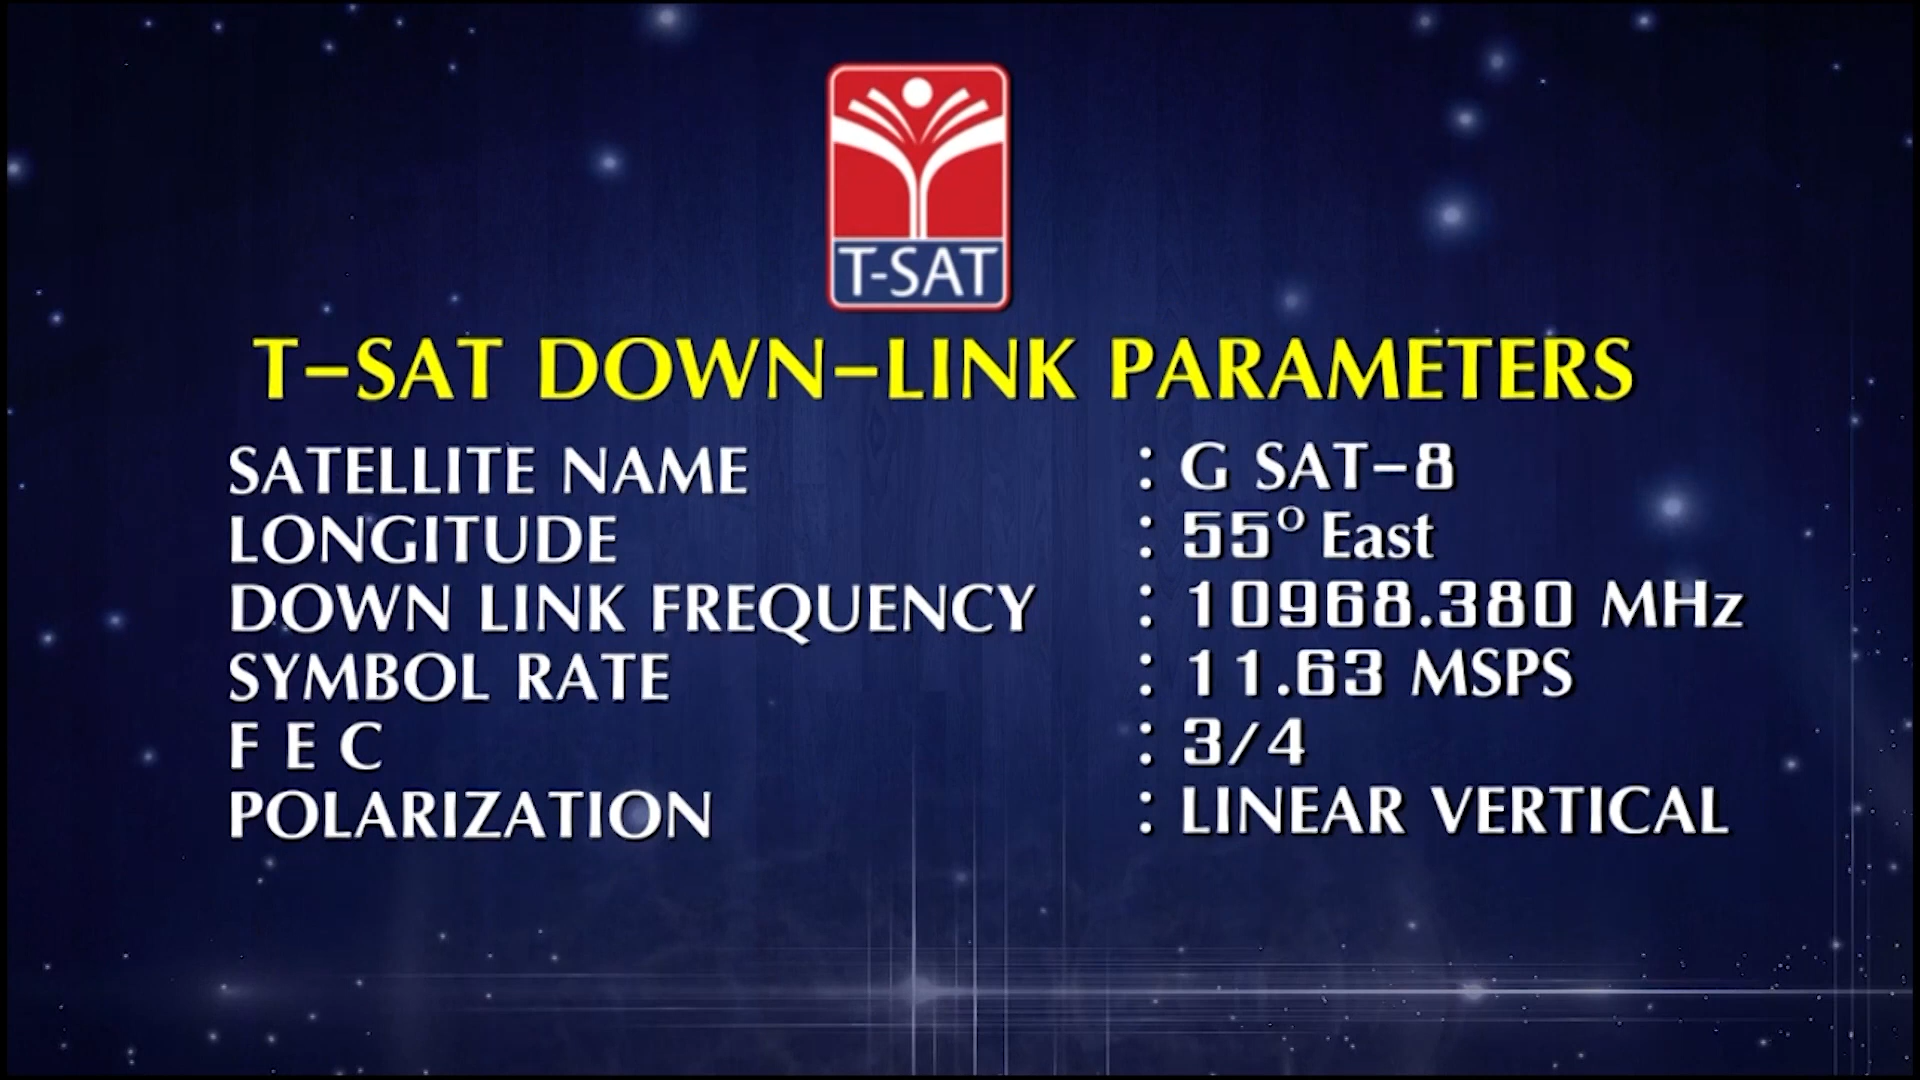 T-SAT
T-SAT DOWN-LINK PARAMETERS
SATELLITE NAME : G SAT-8
LONGITUDE : 55° East
DOWN LINK FREQUENCY : 10968.380 MHz
SYMBOL RATE : 11.63 MSPS
F E C : 3/4
POLARIZATION : LINEAR VERTICAL